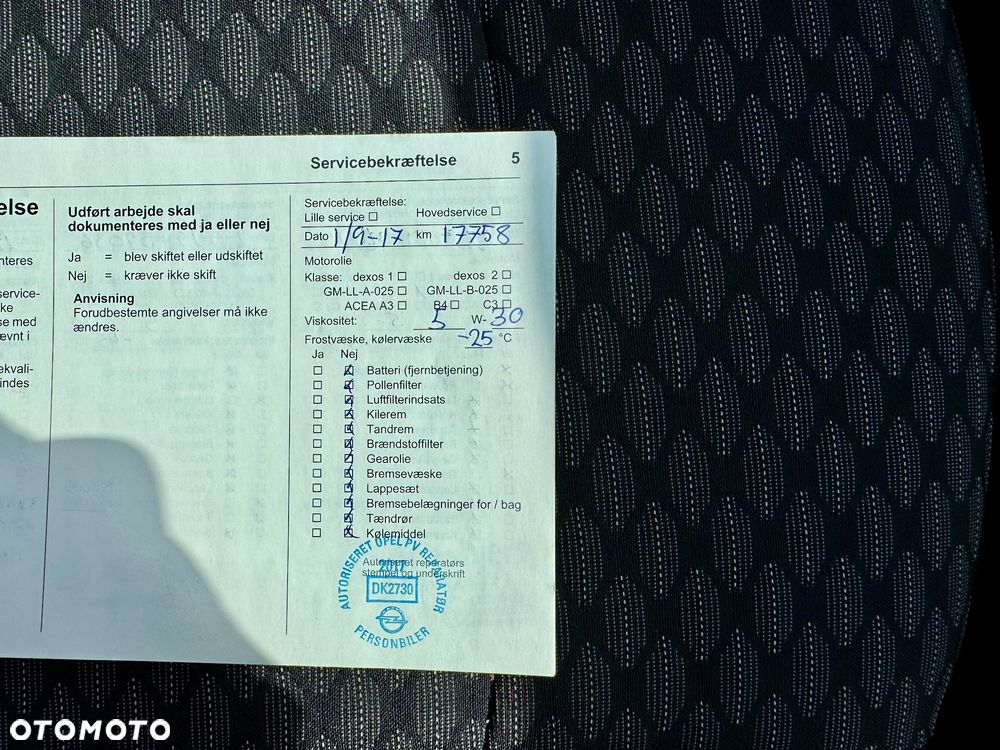 Servicebekræftelse 5
else
nteres
service-
ke
se med
ævnt i
ekvali-
indes
Udført arbejde skal
dokumenteres med ja eller nej
Ja = blev skiftet eller udskiftet
Nej = kræver ikke skift
Anvisning
Forudbestemte angivelser må ikke
ændres.
Servicebekræftelse:
Lille service ☐ Hovedservice ☐
Dato 1/9-17 km 17758
Motorolie
Klasse: dexos 1 ☐ dexos 2 ☐
GM-LL-A-025 ☐ GM-LL-B-025 ☐
ACEA A3 ☐ B4 ☐ C3 ☐
Viskositet: 5 W- 30
Frostvæske, kølervæske -25 °C
Ja Nej
☐ ☒ Batteri (fjernbetjening)
☐ ☒ Pollenfilter
☐ ☒ Luftfilterindsats
☐ ☒ Kilerem
☐ ☒ Tandrem
☐ ☒ Brændstoffilter
☐ ☒ Gearolie
☐ ☒ Bremsevæske
☐ ☒ Lappesæt
☐ ☒ Bremsebelægninger for / bag
☐ ☒ Tændrør
☐ ☒ Kølemiddel
Autoriseret reparatørs
stempel og underskrift
AUTORISERET OPEL PV REPARATØR
2017
DK2730
PERSONBILER
OTOMOTO